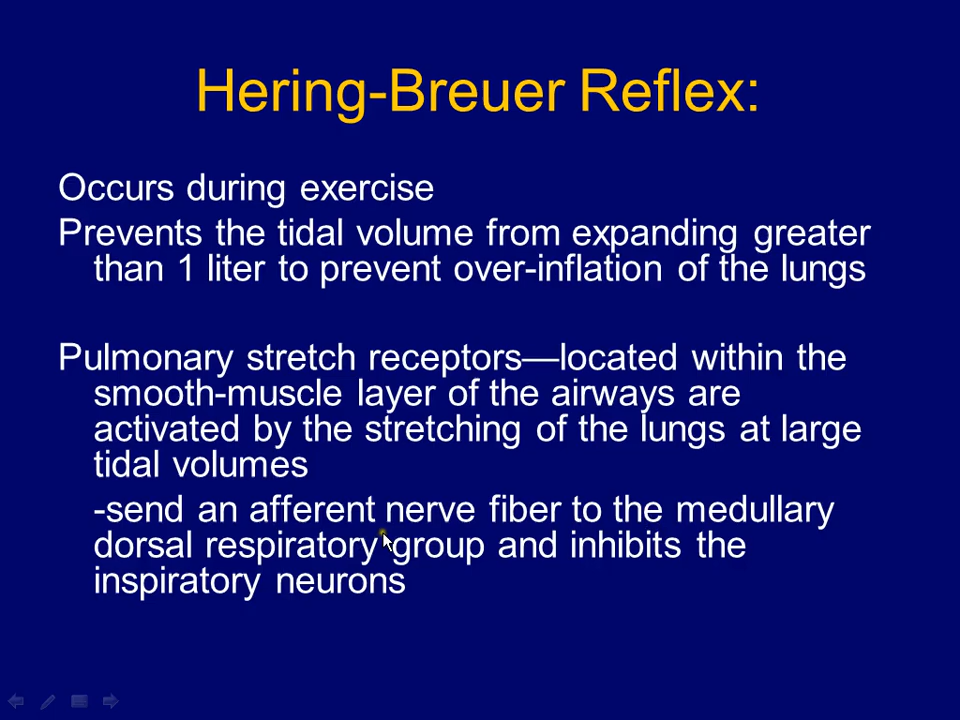 Hering-Breuer Reflex:
Occurs during exercise
Prevents the tidal volume from expanding greater
than 1 liter to prevent over-inflation of the lungs
Pulmonary stretch receptors—located within the
smooth-muscle layer of the airways are
activated by the stretching of the lungs at large
tidal volumes
-send an afferent nerve fiber to the medullary
dorsal respiratory group and inhibits the
inspiratory neurons